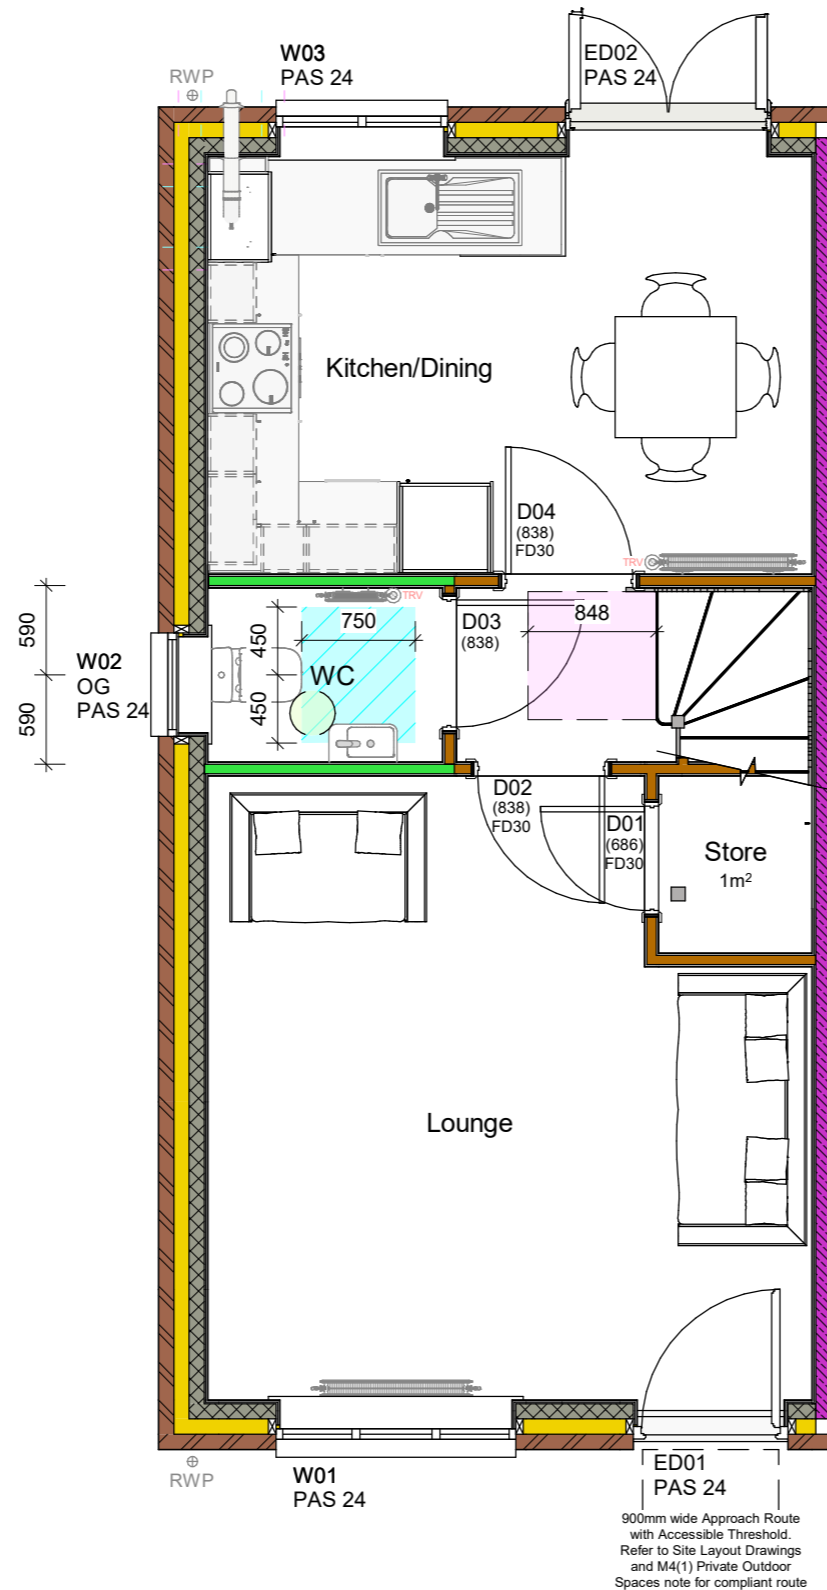 W03
PAS 24
RWP
ED02
PAS 24
Kitchen/Dining
D04
(838)
FD30
TRV
TRV
590
590
W02
OG
PAS 24
450
450
750
WC
D03
(838)
848
D02
(838)
FD30
D01
(686)
FD30
Store
1m²
Lounge
RWP
W01
PAS 24
ED01
PAS 24
900mm wide Approach Route
with Accessible Threshold.
Refer to Site Layout Drawings
and M4(1) Private Outdoor
Spaces note for compliant route